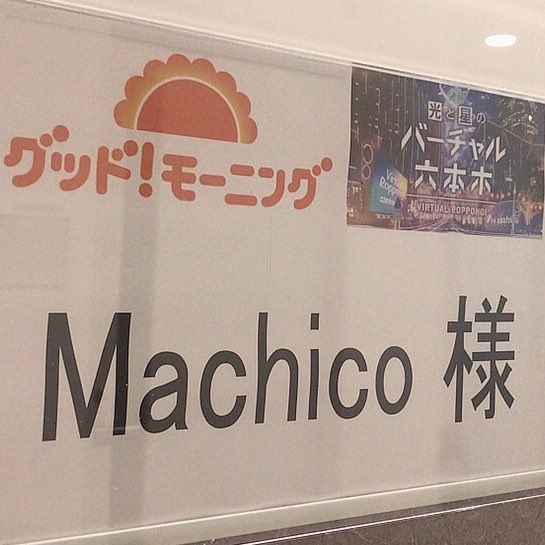 グッド!モーニング
光と星の
バーチャル
六本木
VIRTUAL ROPPONGI
Machico 様